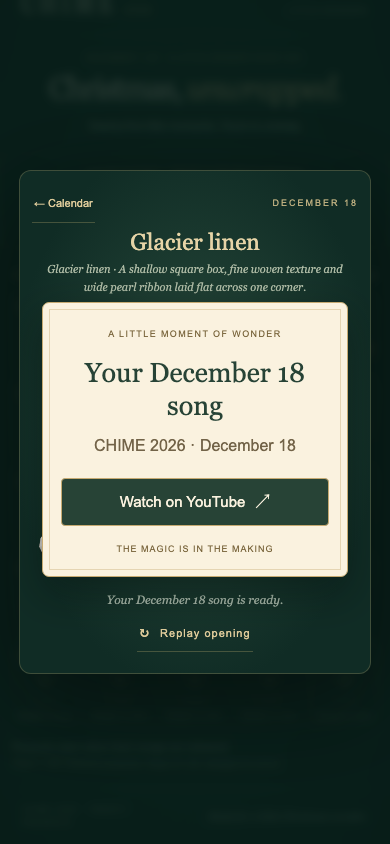 ← Calendar
DECEMBER 18
Glacier linen
Glacier linen · A shallow square box, fine woven texture and
wide pearl ribbon laid flat across one corner.
A LITTLE MOMENT OF WONDER
Your December 18
song
CHIME 2026 · December 18
Watch on YouTube ↗
THE MAGIC IS IN THE MAKING
Your December 18 song is ready.
↻ Replay opening